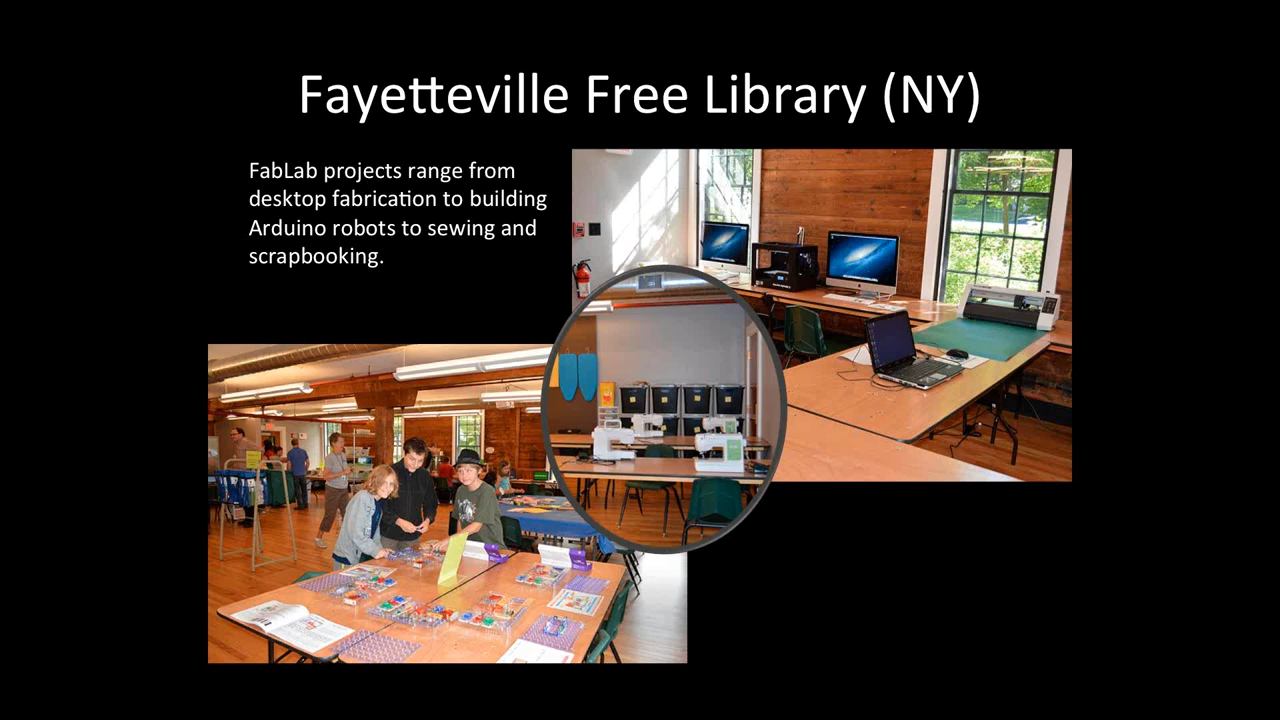 Fayetteville Free Library (NY)
FabLab projects range from
desktop fabrication to building
Arduino robots to sewing and
scrapbooking.